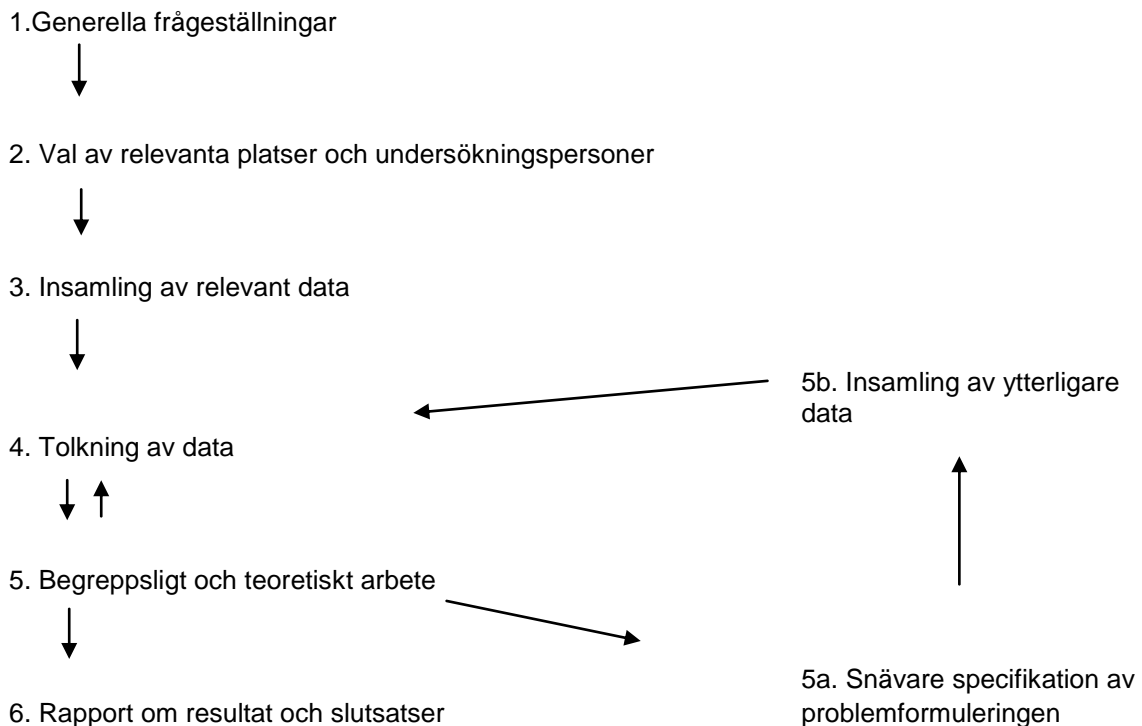 1.Generella frågeställningar
2. Val av relevanta platser och undersökningspersoner
3. Insamling av relevant data
4. Tolkning av data
5. Begreppsligt och teoretiskt arbete
6. Rapport om resultat och slutsatser
5b. Insamling av ytterligare
data
5a. Snävare specifikation av
problemformuleringen